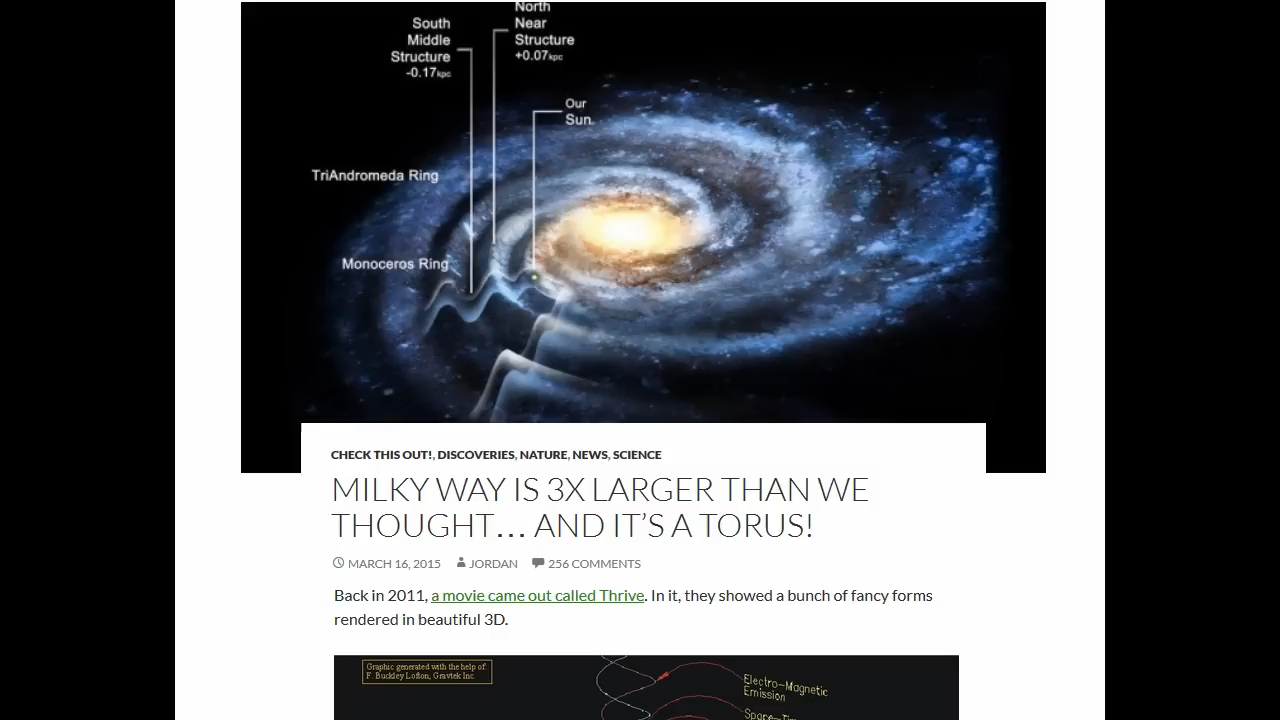 South
Middle
Structure
-0.17kpc
North
Near
Structure
+0.07kpc
Our
Sun
TriAndromeda Ring
Monoceros Ring
CHECK THIS OUT!, DISCOVERIES, NATURE, NEWS, SCIENCE
MILKY WAY IS 3X LARGER THAN WE
THOUGHT... AND IT'S A TORUS!
MARCH 16, 2015 JORDAN 256 COMMENTS
Back in 2011, a movie came out called Thrive. In it, they showed a bunch of fancy forms
rendered in beautiful 3D.
Graphic generated with the help of:
F. Buckley Lofton, Gravtek Inc.
Electro-Magnetic
Emission